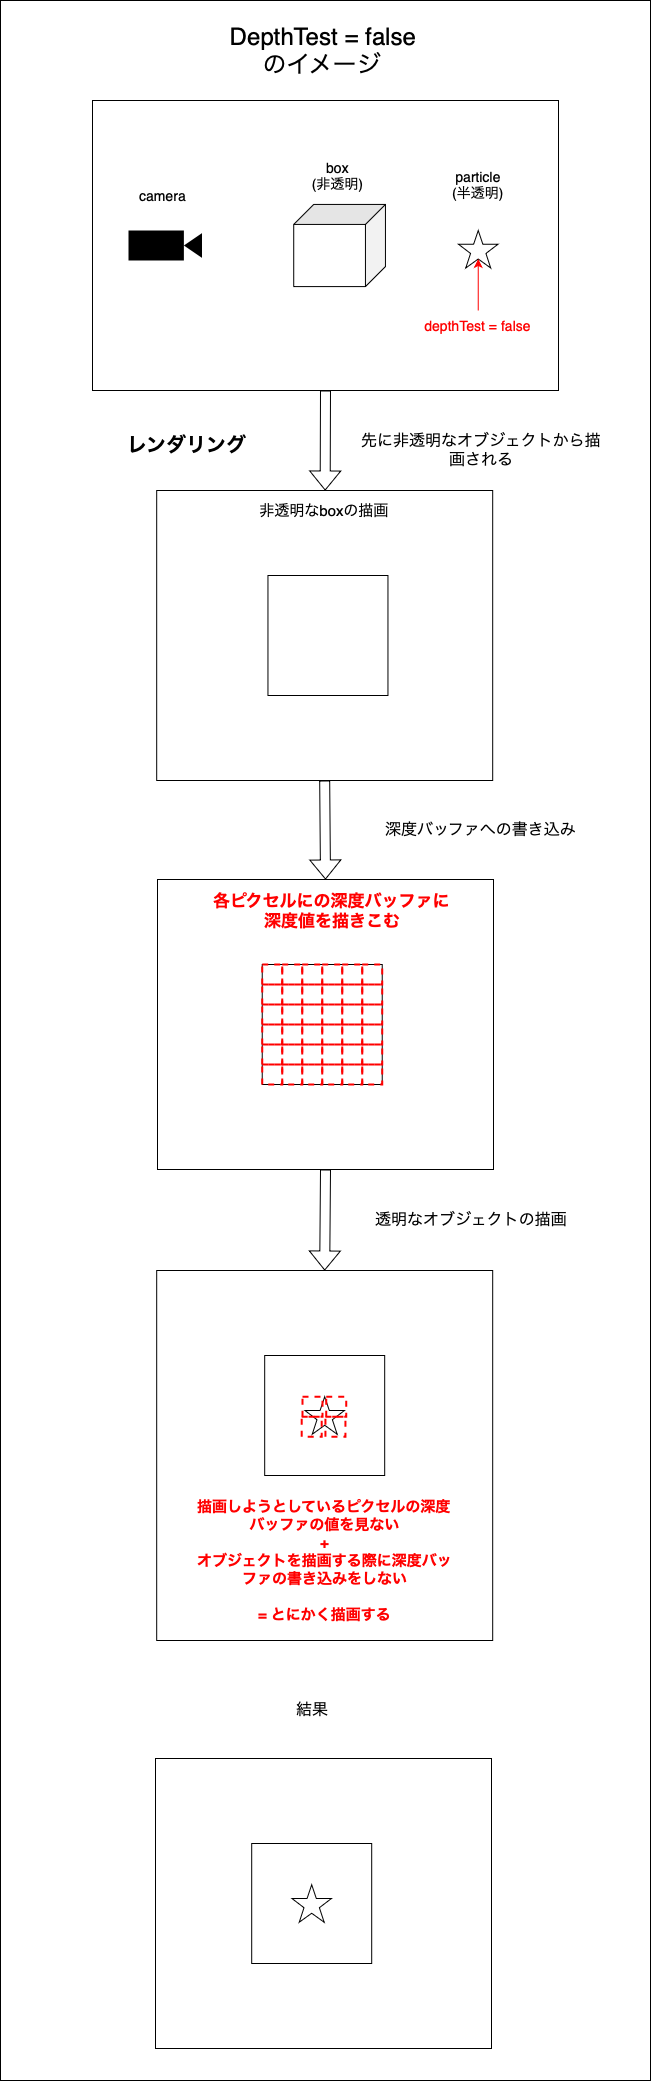 DepthTest = false
のイメージ
camera
box
(非透明)
particle
(半透明)
depthTest = false
レンダリング
先に非透明なオブジェクトから描
画される
非透明なboxの描画
深度バッファへの書き込み
各ピクセルにの深度バッファに
深度値を描きこむ
透明なオブジェクトの描画
描画しようとしているピクセルの深度
バッファの値を見ない
+
オブジェクトを描画する際に深度バッ
ファの書き込みをしない
= とにかく描画する
結果